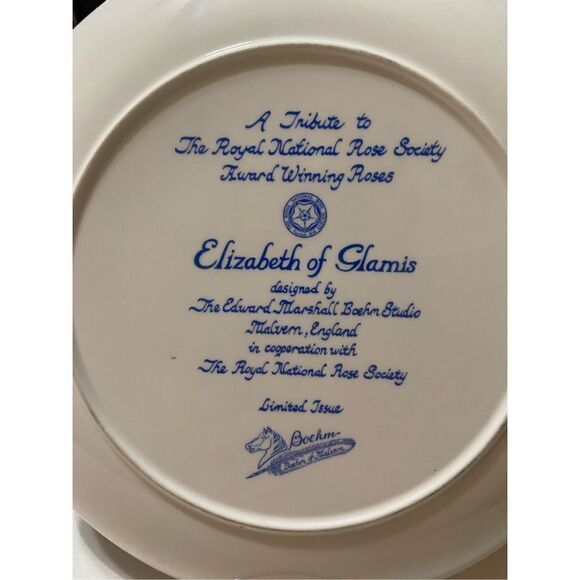 A Tribute to
The Royal National Rose Society
Award Winning Roses
Elizabeth of Glamis
designed by
The Edward Marshall Boehm Studio
Malvern, England
in cooperation with
The Royal National Rose Society
Limited Issue
Boehm
Boehm of Malvern